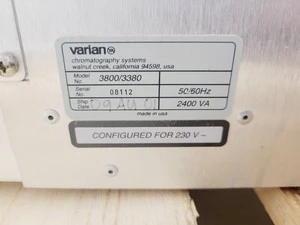 varian
chromatography systems
walnut creek, california 94598, usa
Model No. 3800/3380
Serial No. 08112 50/60Hz
Ship Date 2400 VA
made in usa
CONFIGURED FOR 230 V ~